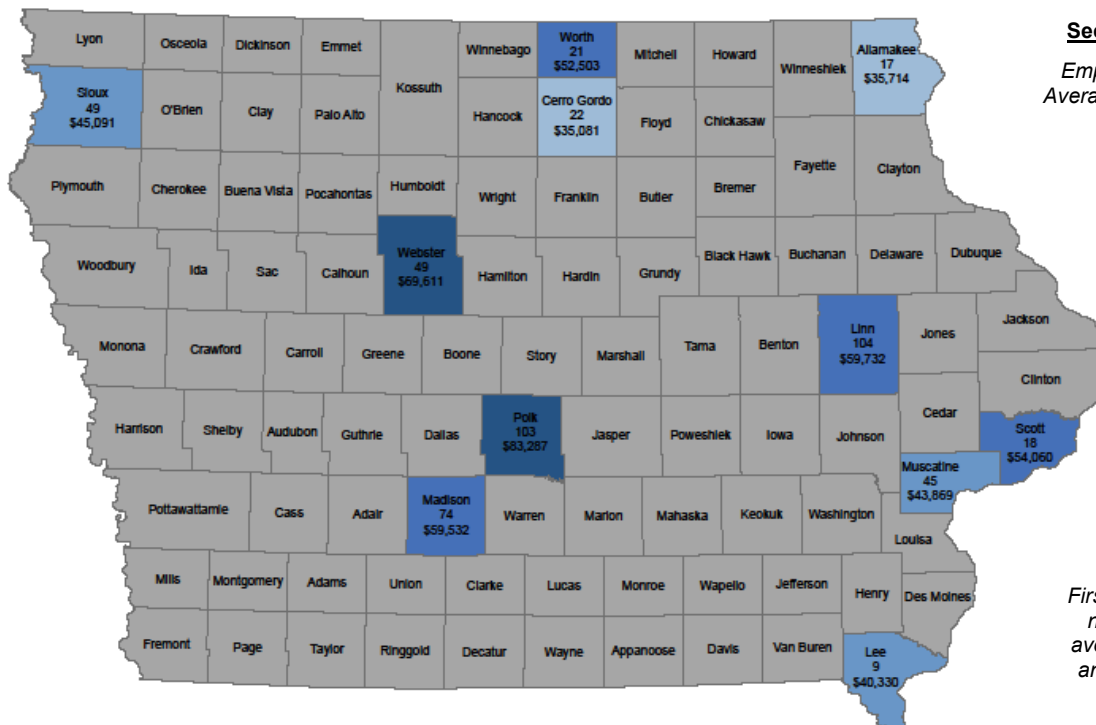 Lyon
Osceola
Dickinson
Emmet
Kossuth
Winnebago
Worth
21
$52,503
Mitchell
Howard
Winneshiek
Allamakee
17
$35,714
Sioux
49
$45,091
O'Brien
Clay
Palo Alto
Hancock
Cerro Gordo
22
$35,081
Floyd
Chickasaw
Plymouth
Cherokee
Buena Vista
Pocahontas
Humboldt
Wright
Franklin
Butler
Bremer
Fayette
Clayton
Woodbury
Ida
Sac
Calhoun
Webster
49
$69,611
Hamilton
Hardin
Grundy
Black Hawk
Buchanan
Delaware
Dubuque
Monona
Crawford
Carroll
Greene
Boone
Story
Marshall
Tama
Benton
Linn
104
$59,732
Jones
Jackson
Clinton
Harrison
Shelby
Audubon
Guthrie
Dallas
Polk
103
$83,287
Jasper
Poweshiek
Iowa
Johnson
Cedar
Scott
18
$54,060
Muscatine
45
$43,869
Pottawattamie
Cass
Adair
Madison
74
$59,532
Warren
Marion
Mahaska
Keokuk
Washington
Louisa
Mills
Montgomery
Adams
Union
Clarke
Lucas
Monroe
Wapello
Jefferson
Henry
Des Moines
Fremont
Page
Taylor
Ringgold
Decatur
Wayne
Appanoose
Davis
Van Buren
Lee
9
$40,330
Sec
Emp
Avera
Firs
ave
an